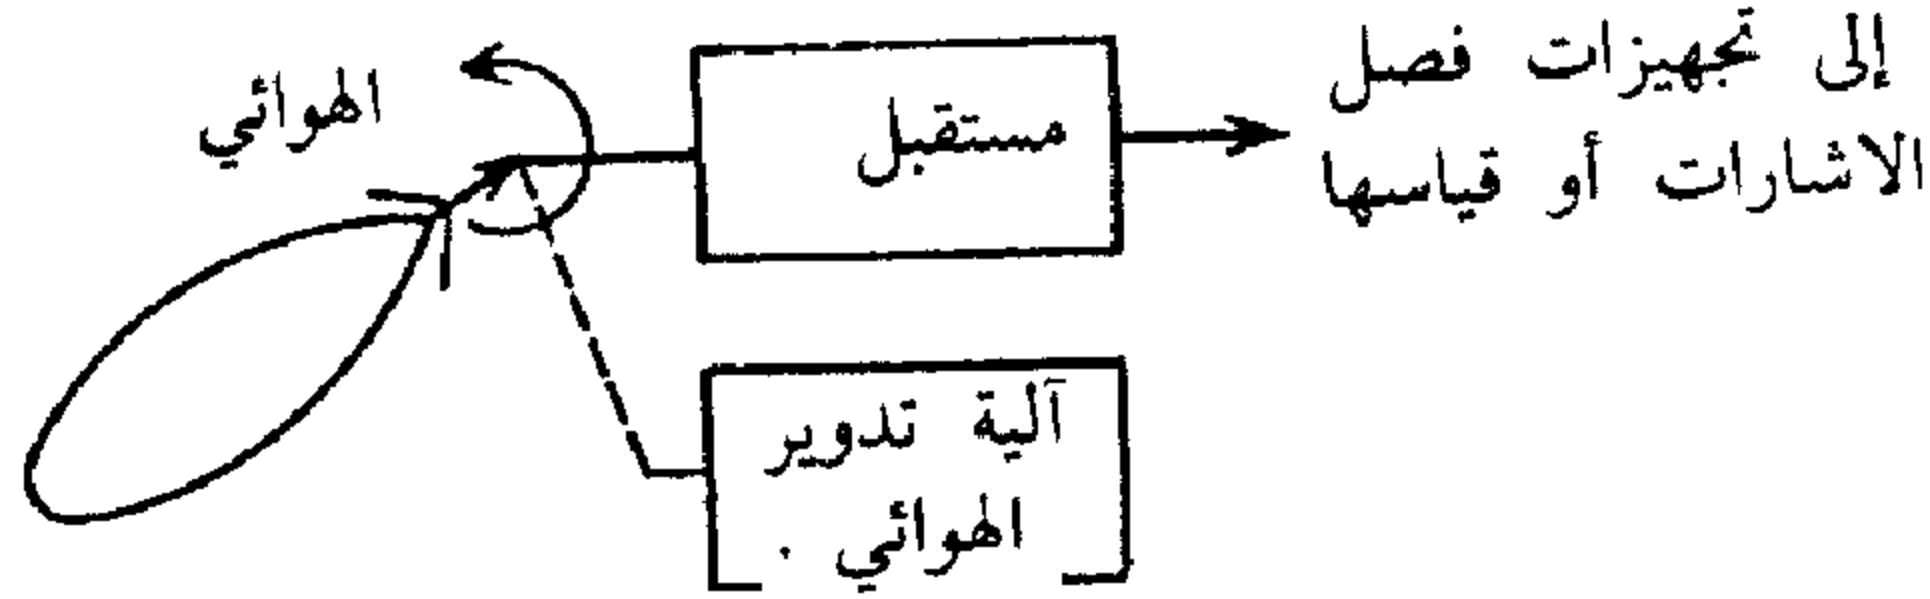 إلى تجهيزات فصل
الاشارات أو قياسها
مستقبل
الهوائي
آلية تدوير
الهوائي .